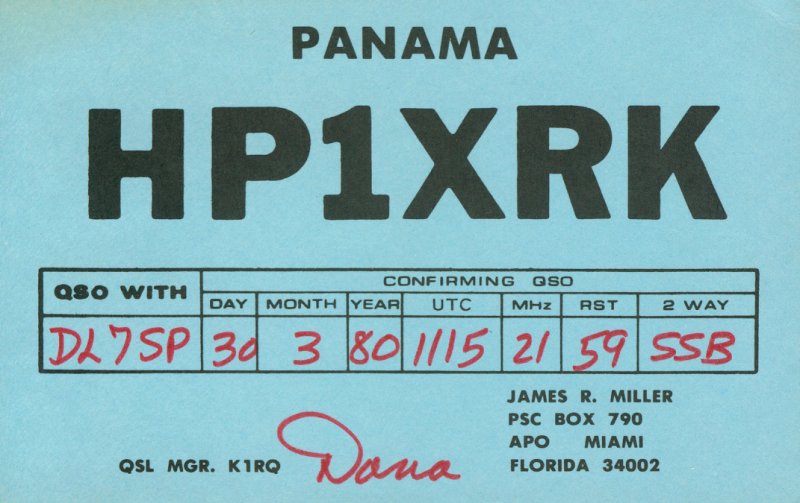 PANAMA
HP1XRK
QSO WITH CONFIRMING QSO
DAY MONTH YEAR UTC MHz RST 2 WAY
DL7SP 30 3 80 1115 21 59 SSB
JAMES R. MILLER
PSC BOX 790
APO MIAMI
FLORIDA 34002
QSL MGR. K1RQ Dana